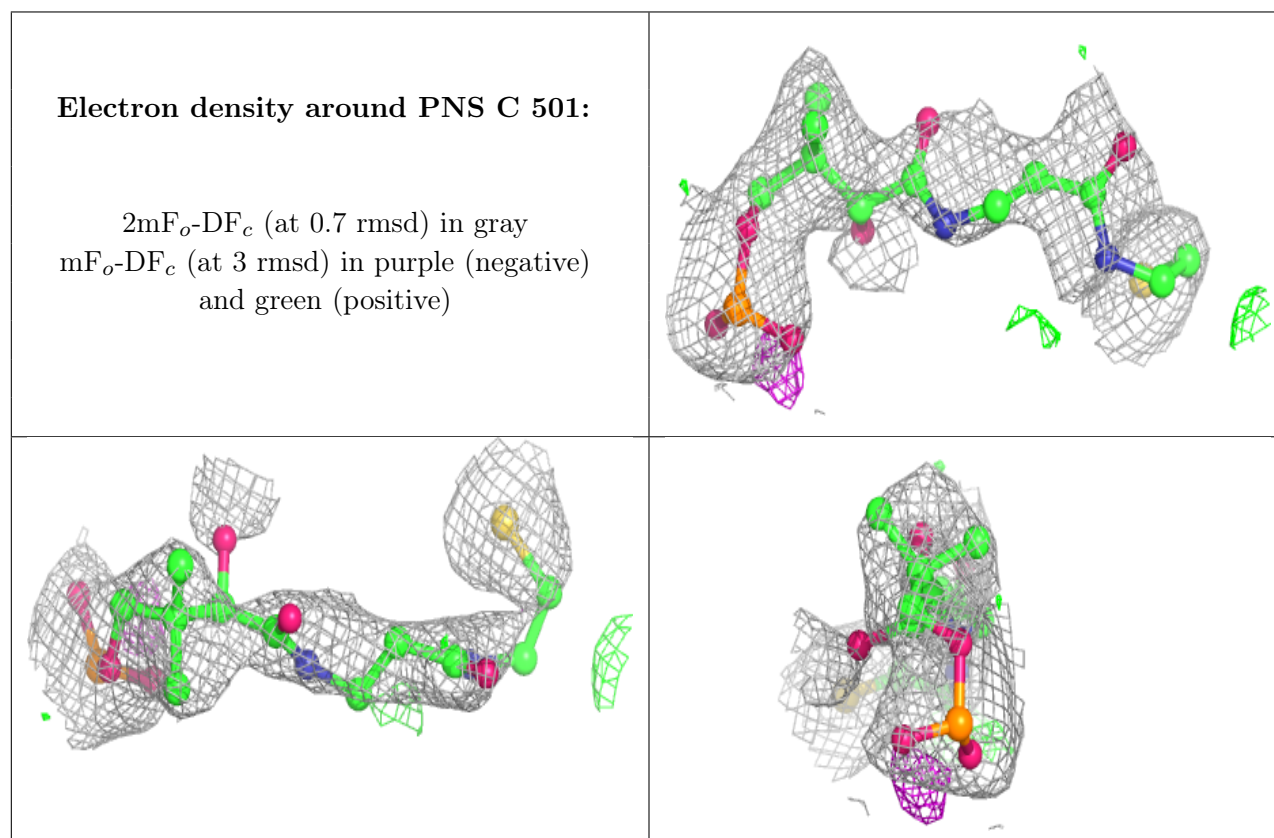 Electron density around PNS C 501:
2mFo-DFc (at 0.7 rmsd) in gray
mFo-DFc (at 3 rmsd) in purple (negative)
and green (positive)